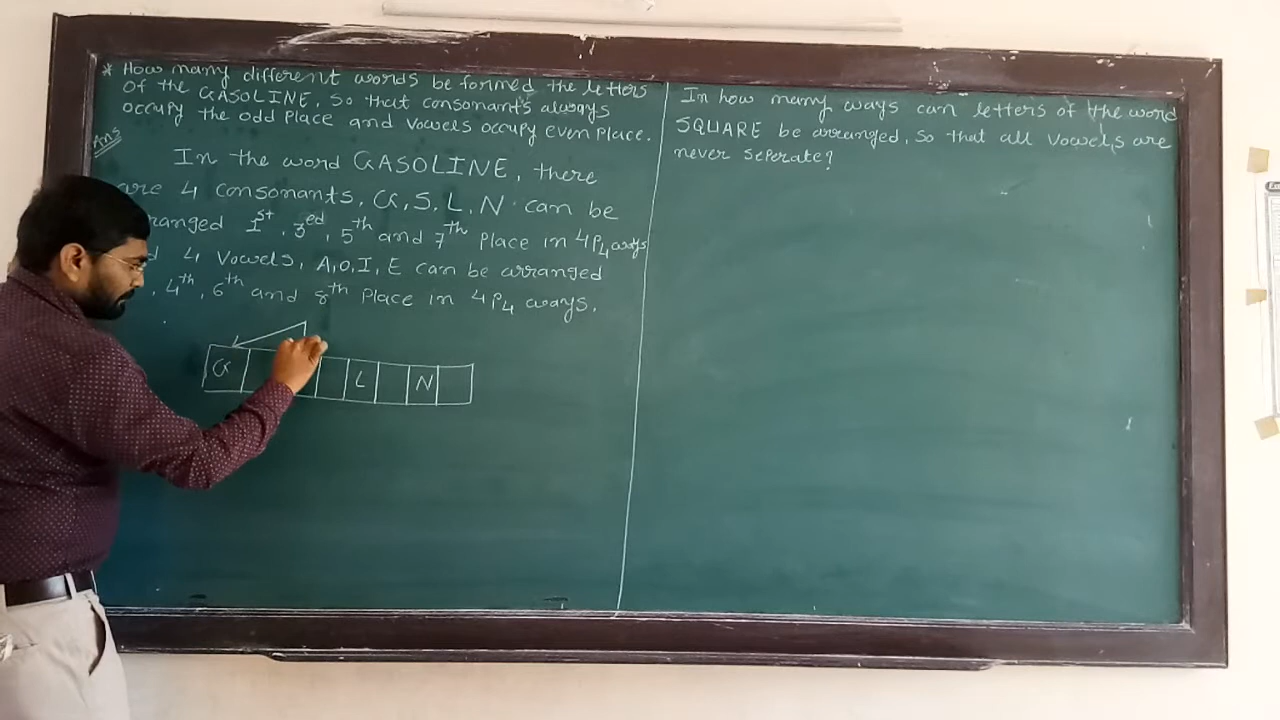 * How many different words be formed the letters
of the GASOLINE, so that consonant's always
occupy the odd Place and Vowels occupy even Place.
Ans
In the word GASOLINE, there
are 4 consonants, G, S, L, N can be
ranged 1st, 3ed, 5th and 7th Place in 4P4 ways
4 Vowels, A, O, I, E can be arranged
4th, 6th and 8th Place in 4P4 ways.
G L N
In how many ways can letters of the word
SQUARE be arranged, so that all vowels are
never seperate?